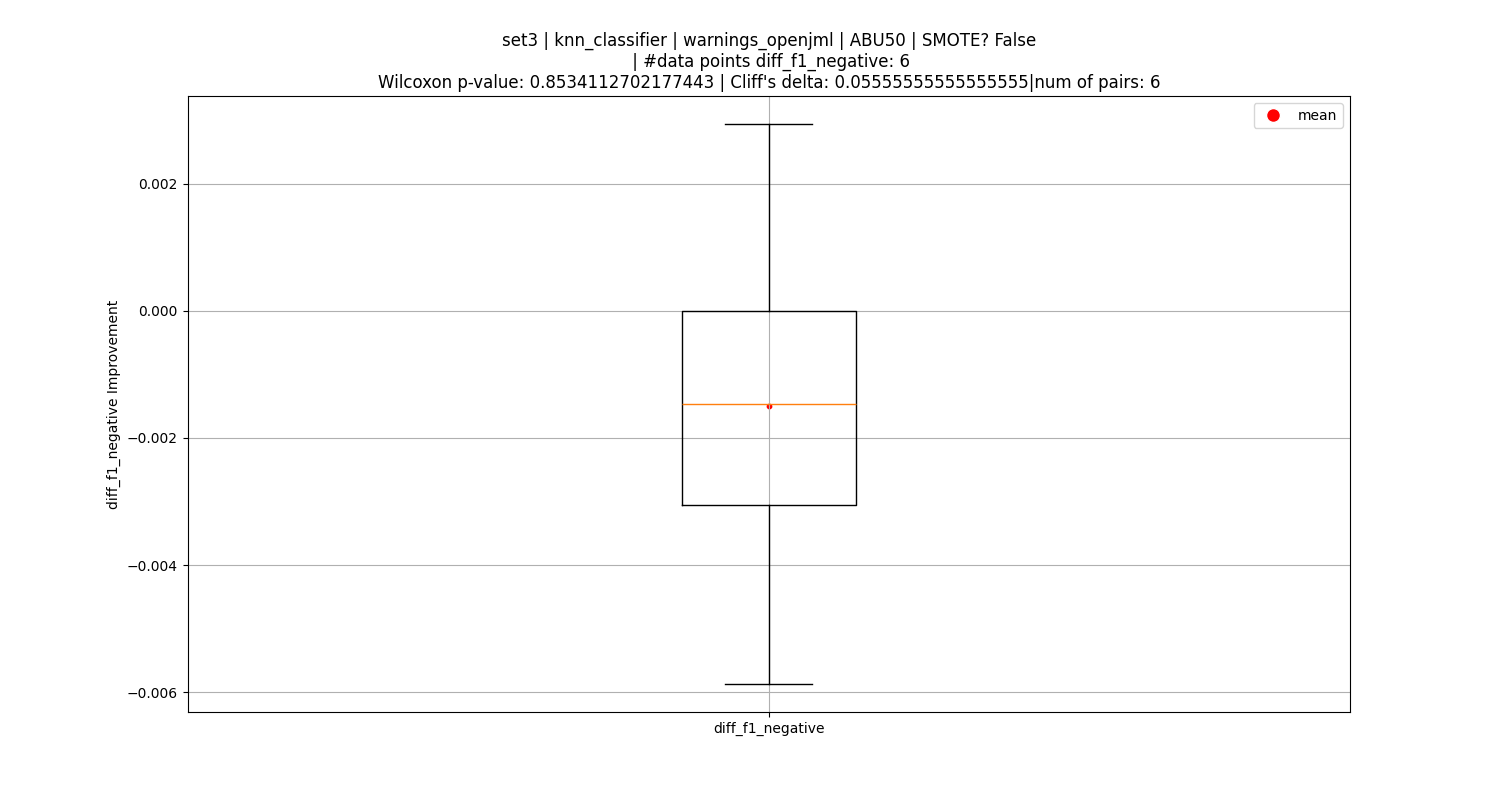 set3 | knn_classifier | warnings_openjml | ABU50 | SMOTE? False
| #data points diff_f1_negative: 6
Wilcoxon p-value: 0.8534112702177443 | Cliff's delta: 0.05555555555555555|num of pairs: 6
mean
0.002
0.000
−0.002
−0.004
−0.006
diff_f1_negative Improvement
diff_f1_negative